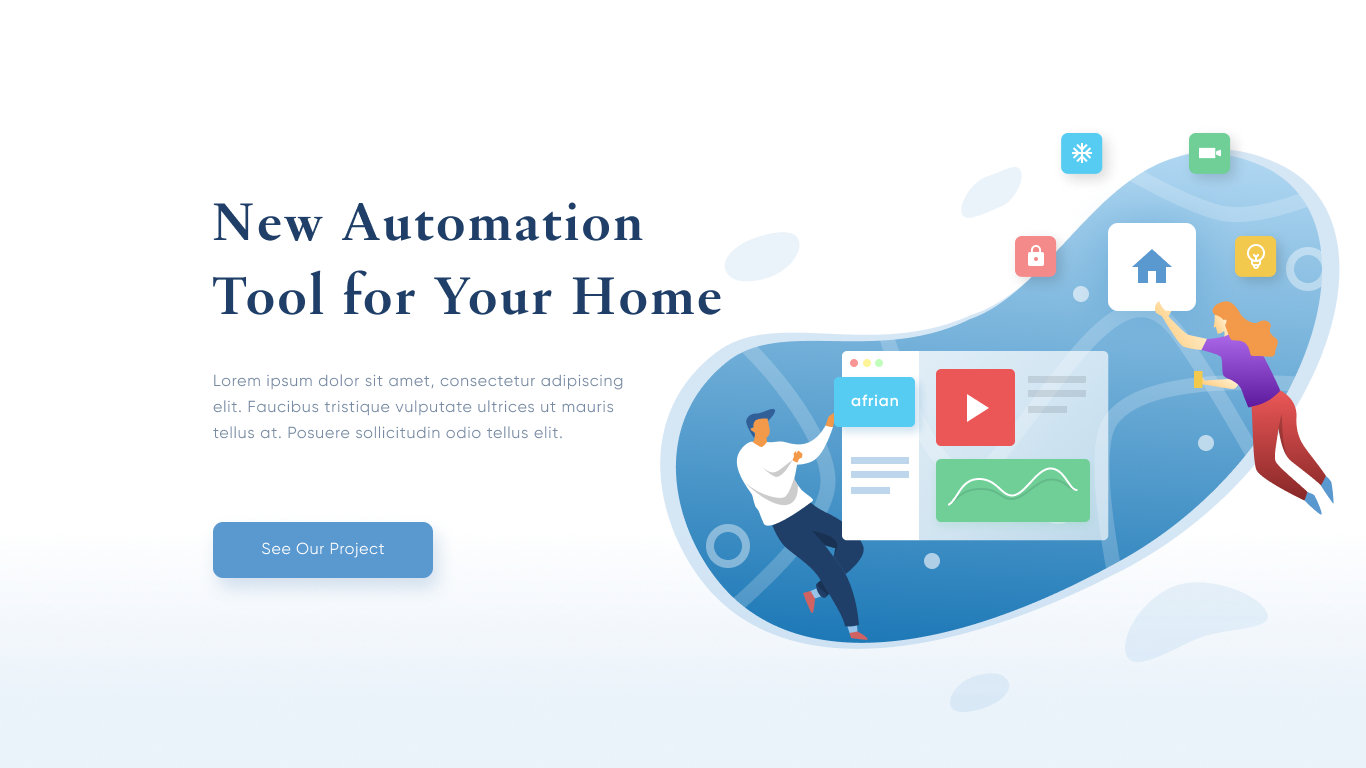 New Automation
Tool for Your Home
Lorem ipsum dolor sit amet, consectetur adipiscing
elit. Faucibus tristique vulputate ultrices ut mauris
tellus at. Posuere sollicitudin odio tellus elit.
See Our Project
afrian